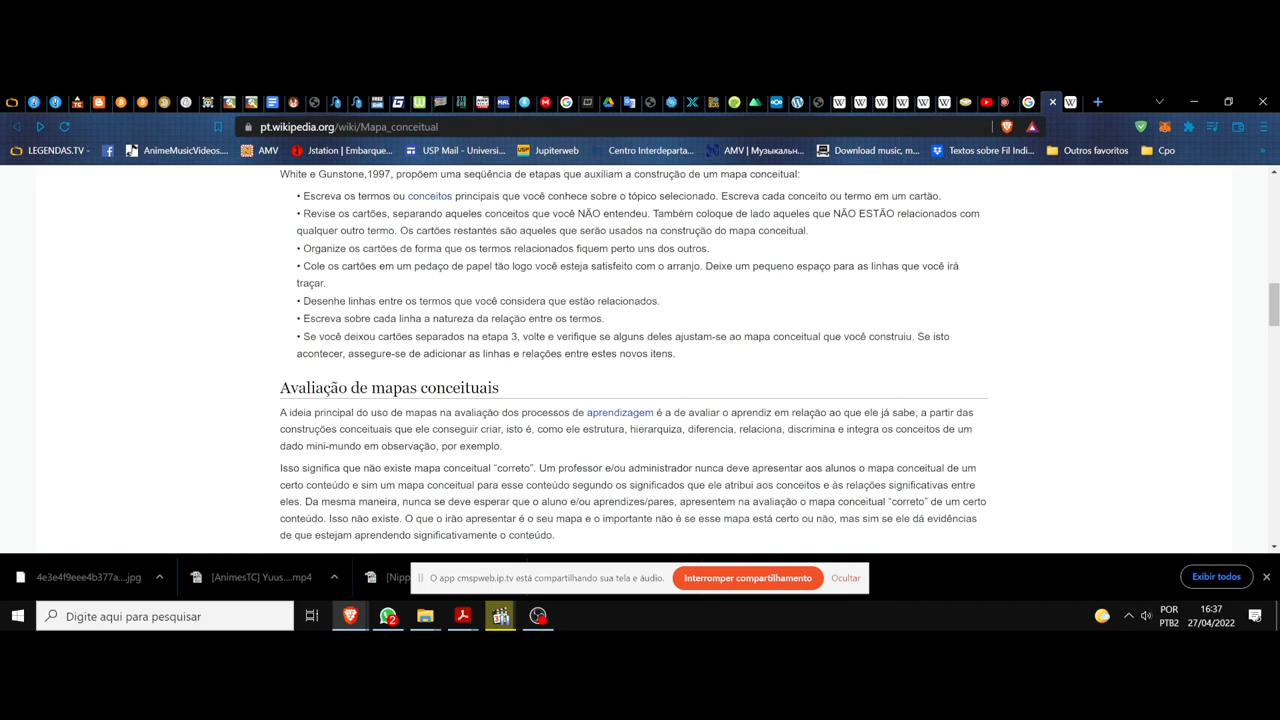 pt.wikipedia.org/wiki/Mapa_conceitual
LEGENDAS.TV
AnimeMusicVideos...
AMV
Jstation | Embarque...
USP Mail - Universi...
Jupiterweb
Centro Interdeparta...
AMV | Музыкальн...
Download music, m...
Textos sobre Fil Indi...
Outros favoritos
Cpo
White e Gunstone,1997, propõem uma seqüência de etapas que auxiliam a construção de um mapa conceitual:
• Escreva os termos ou conceitos principais que você conhece sobre o tópico selecionado. Escreva cada conceito ou termo em um cartão.
• Revise os cartões, separando aqueles conceitos que você NÃO entendeu. Também coloque de lado aqueles que NÃO ESTÃO relacionados com
qualquer outro termo. Os cartões restantes são aqueles que serão usados na construção do mapa conceitual.
• Organize os cartões de forma que os termos relacionados fiquem perto uns dos outros.
• Cole os cartões em um pedaço de papel tão logo você esteja satisfeito com o arranjo. Deixe um pequeno espaço para as linhas que você irá
traçar.
• Desenhe linhas entre os termos que você considera que estão relacionados.
• Escreva sobre cada linha a natureza da relação entre os termos.
• Se você deixou cartões separados na etapa 3, volte e verifique se alguns deles ajustam-se ao mapa conceitual que você construiu. Se isto
acontecer, assegure-se de adicionar as linhas e relações entre estes novos itens.
Avaliação de mapas conceituais
A ideia principal do uso de mapas na avaliação dos processos de aprendizagem é a de avaliar o aprendiz em relação ao que ele já sabe, a partir das
construções conceituais que ele conseguir criar, isto é, como ele estrutura, hierarquiza, diferencia, relaciona, discrimina e integra os conceitos de um
dado mini-mundo em observação, por exemplo.
Isso significa que não existe mapa conceitual “correto”. Um professor e/ou administrador nunca deve apresentar aos alunos o mapa conceitual de um
certo conteúdo e sim um mapa conceitual para esse conteúdo segundo os significados que ele atribui aos conceitos e às relações significativas entre
eles. Da mesma maneira, nunca se deve esperar que o aluno e/ou aprendizes/pares, apresentem na avaliação o mapa conceitual “correto” de um certo
conteúdo. Isso não existe. O que o irão apresentar é o seu mapa e o importante não é se esse mapa está certo ou não, mas sim se ele dá evidências
de que estejam aprendendo significativamente o conteúdo.
4e3e4f9eee4b377a....jpg
[AnimesTC] Yuus....mp4
[Nipp
O app cmspweb.ip.tv está compartilhando sua tela e áudio.
Interromper compartilhamento
Ocultar
Exibir todos
Digite aqui para pesquisar
2
POR
PTB2
16:37
27/04/2022